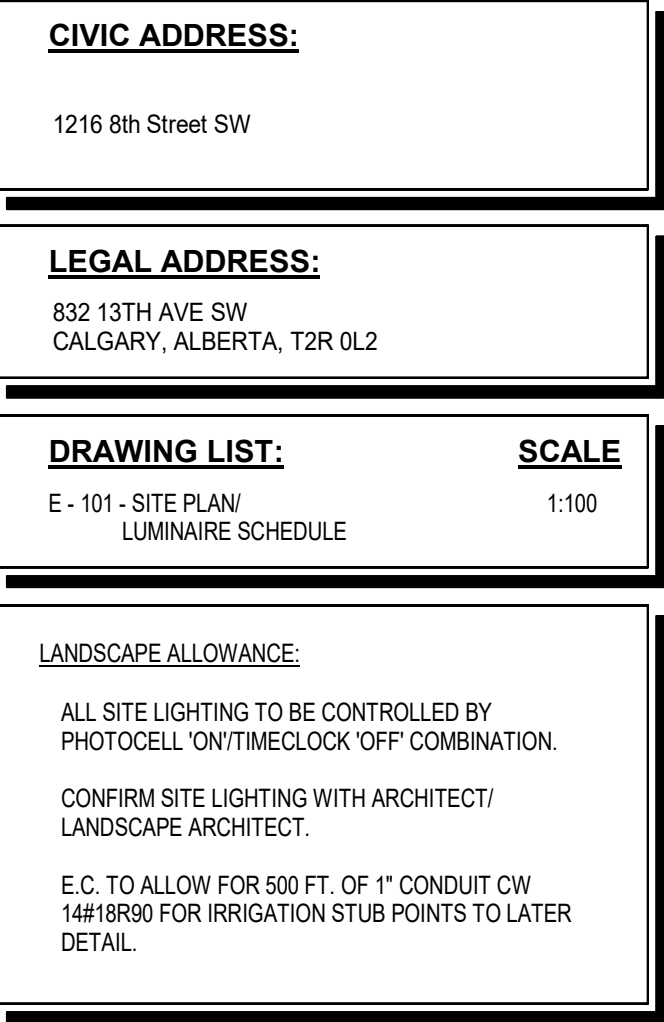 CIVIC ADDRESS:
1216 8th Street SW
LEGAL ADDRESS:
832 13TH AVE SW
CALGARY, ALBERTA, T2R 0L2
DRAWING LIST: SCALE
E - 101 - SITE PLAN/ 1:100
LUMINAIRE SCHEDULE
LANDSCAPE ALLOWANCE:
ALL SITE LIGHTING TO BE CONTROLLED BY
PHOTOCELL 'ON'/TIMECLOCK 'OFF' COMBINATION.
CONFIRM SITE LIGHTING WITH ARCHITECT/
LANDSCAPE ARCHITECT.
E.C. TO ALLOW FOR 500 FT. OF 1" CONDUIT CW
14#18R90 FOR IRRIGATION STUB POINTS TO LATER
DETAIL.